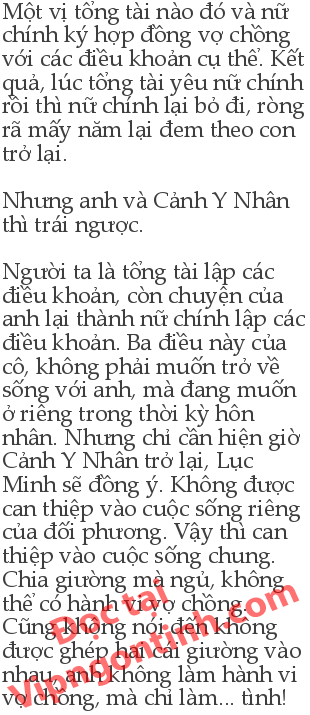 Một vị tổng tài nào đó và nữ
chính ký hợp đồng vợ chồng
với các điều khoản cụ thể. Kết
quả, lúc tổng tài yêu nữ chính
rồi thì nữ chính lại bỏ đi, ròng
rã mấy năm lại đem theo con
trở lại.
Nhưng anh và Cảnh Y Nhân
thì trái ngược.
Người ta là tổng tài lập các
điều khoản, còn chuyện của
anh lại thành nữ chính lập các
điều khoản. Ba điều này của
cô, không phải muốn trở về
sống với anh, mà đang muốn
ở riêng trong thời kỳ hôn
nhân. Nhưng chỉ cần hiện giờ
Cảnh Y Nhân trở lại, Lục
Minh sẽ đồng ý. Không được
can thiệp vào cuộc sống riêng
của đối phương. Vậy thì can
thiệp vào cuộc sống chung.
Chia giường mà ngủ, không
thể có hành vi vợ chồng.
Cũng không nói đến không
được ghép hai cái giường vào
nhau, anh không làm hành vi
vợ chồng, mà chỉ làm... tình!
Đọc tại
Vipngontinh.com